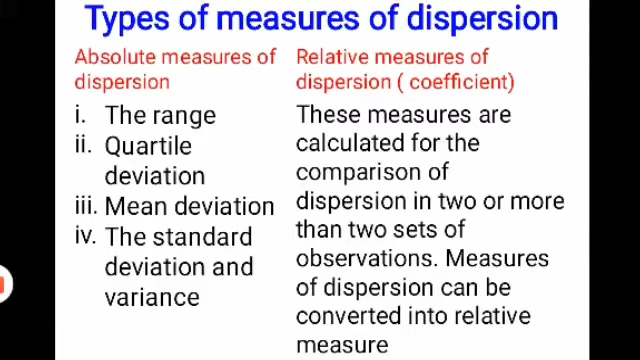 Types of measures of dispersion
Absolute measures of
dispersion
i. The range
ii. Quartile
deviation
iii. Mean deviation
iv. The standard
deviation and
variance
Relative measures of
dispersion ( coefficient)
These measures are
calculated for the
comparison of
dispersion in two or more
than two sets of
observations. Measures
of dispersion can be
converted into relative
measure